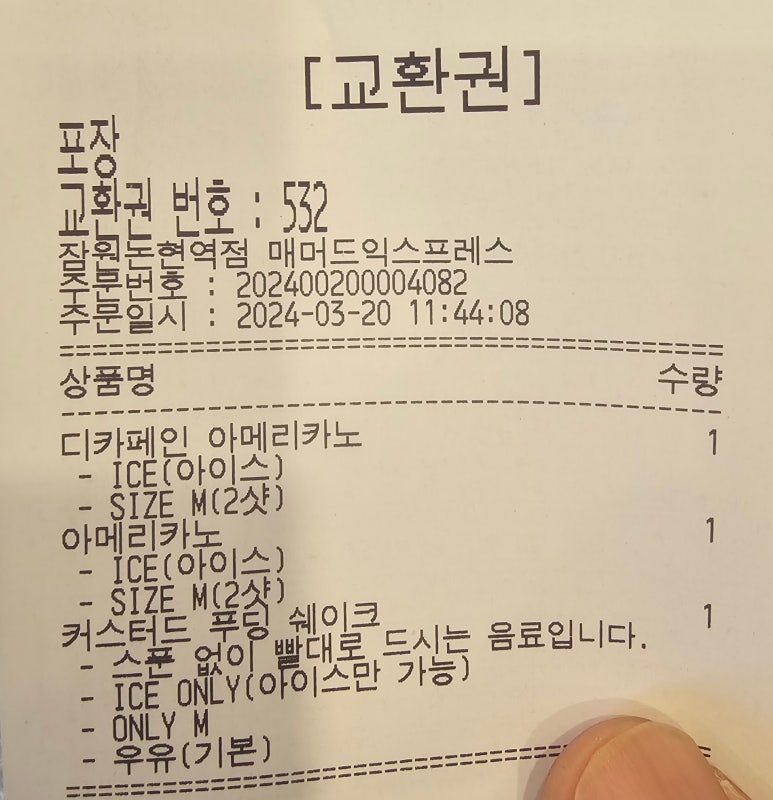 [교환권]
포장
교환권 번호 : 532
잠원논현역점 매머드익스프레스
주문번호 : 202400200004082
주문일시 : 2024-03-20 11:44:08
상품명 수량
디카페인 아메리카노 1
- ICE(아이스)
- SIZE M(2샷)
아메리카노 1
- ICE(아이스)
- SIZE M(2샷)
커스터드 푸딩 쉐이크 1
- 스푼 없이 빨대로 드시는 음료입니다.
- ICE ONLY(아이스만 가능)
- ONLY M
- 우유(기본)